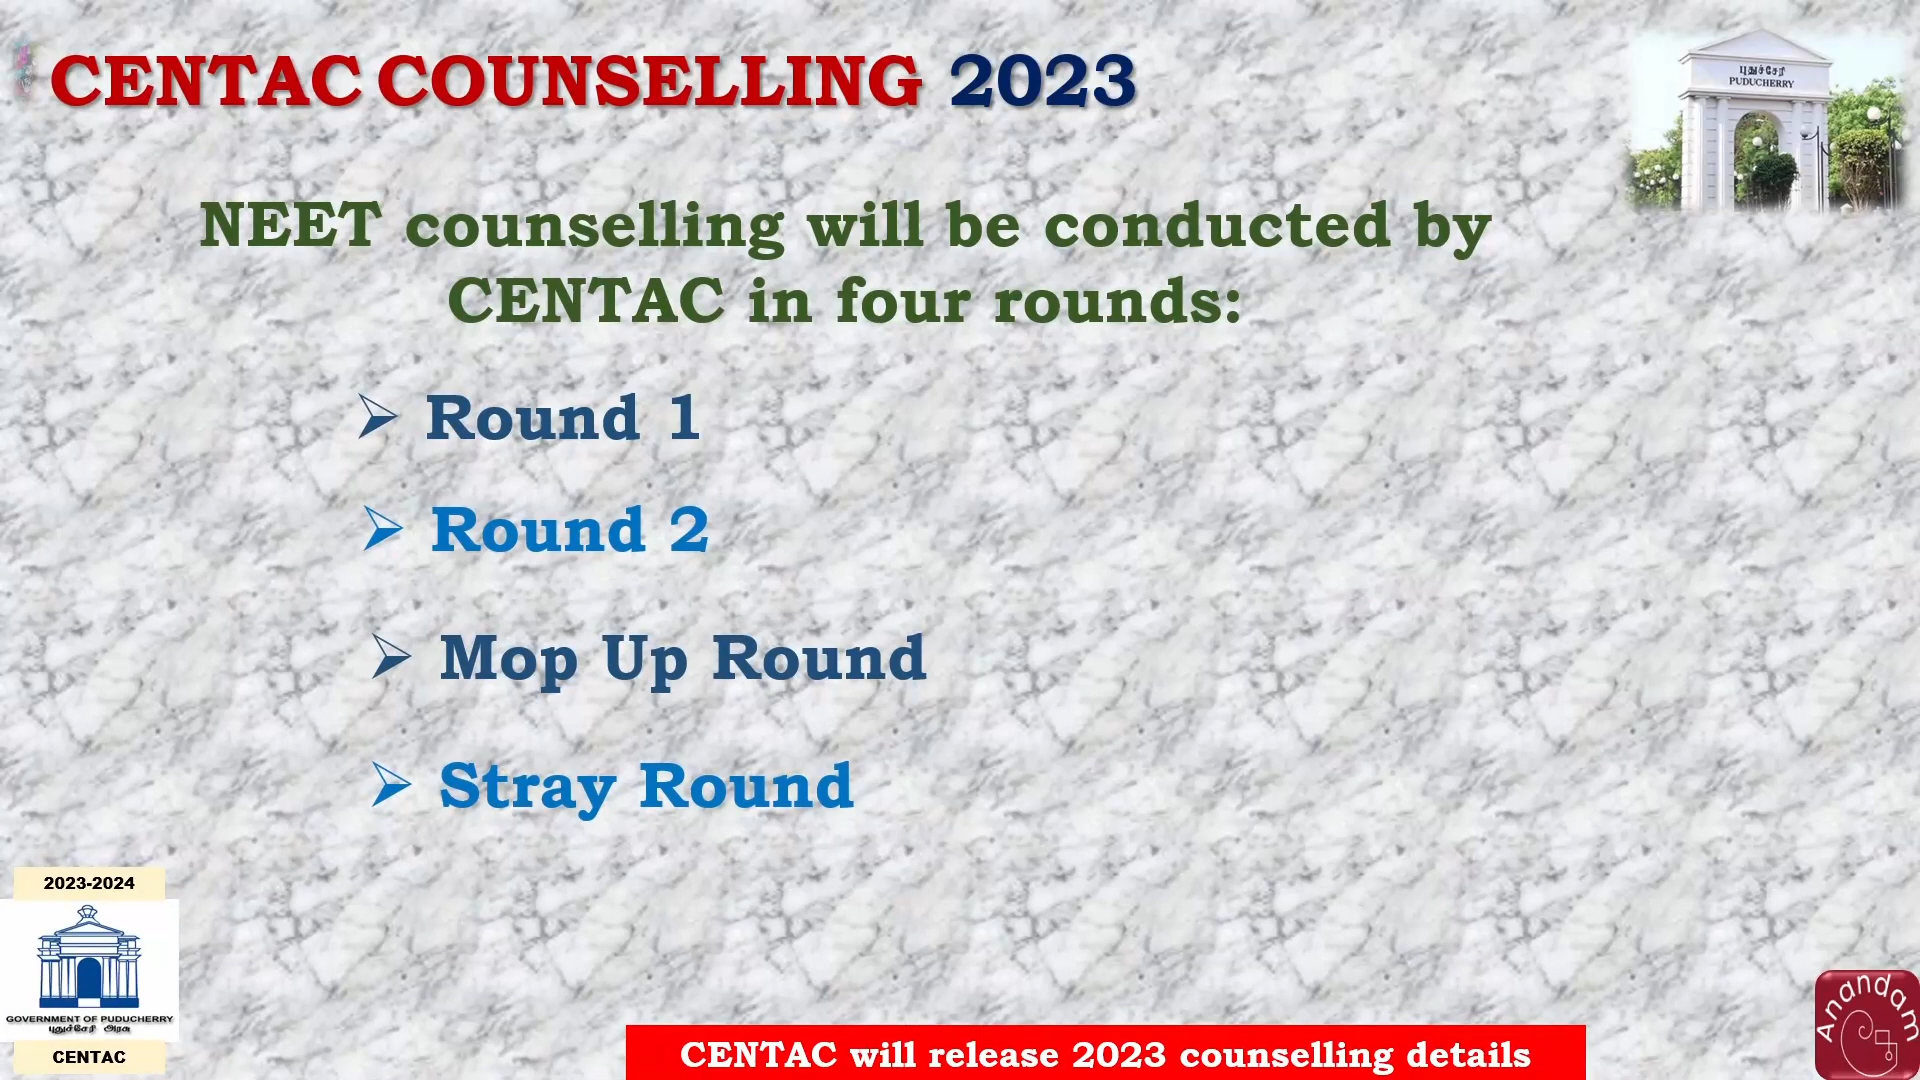 CENTAC COUNSELLING 2023
புதுச்சேரி
PUDUCHERRY
NEET counselling will be conducted by
CENTAC in four rounds:
Round 1
Round 2
Mop Up Round
Stray Round
2023-2024
GOVERNMENT OF PUDUCHERRY
புதுச்சேரி அரசு
CENTAC
CENTAC will release 2023 counselling details
Anandam